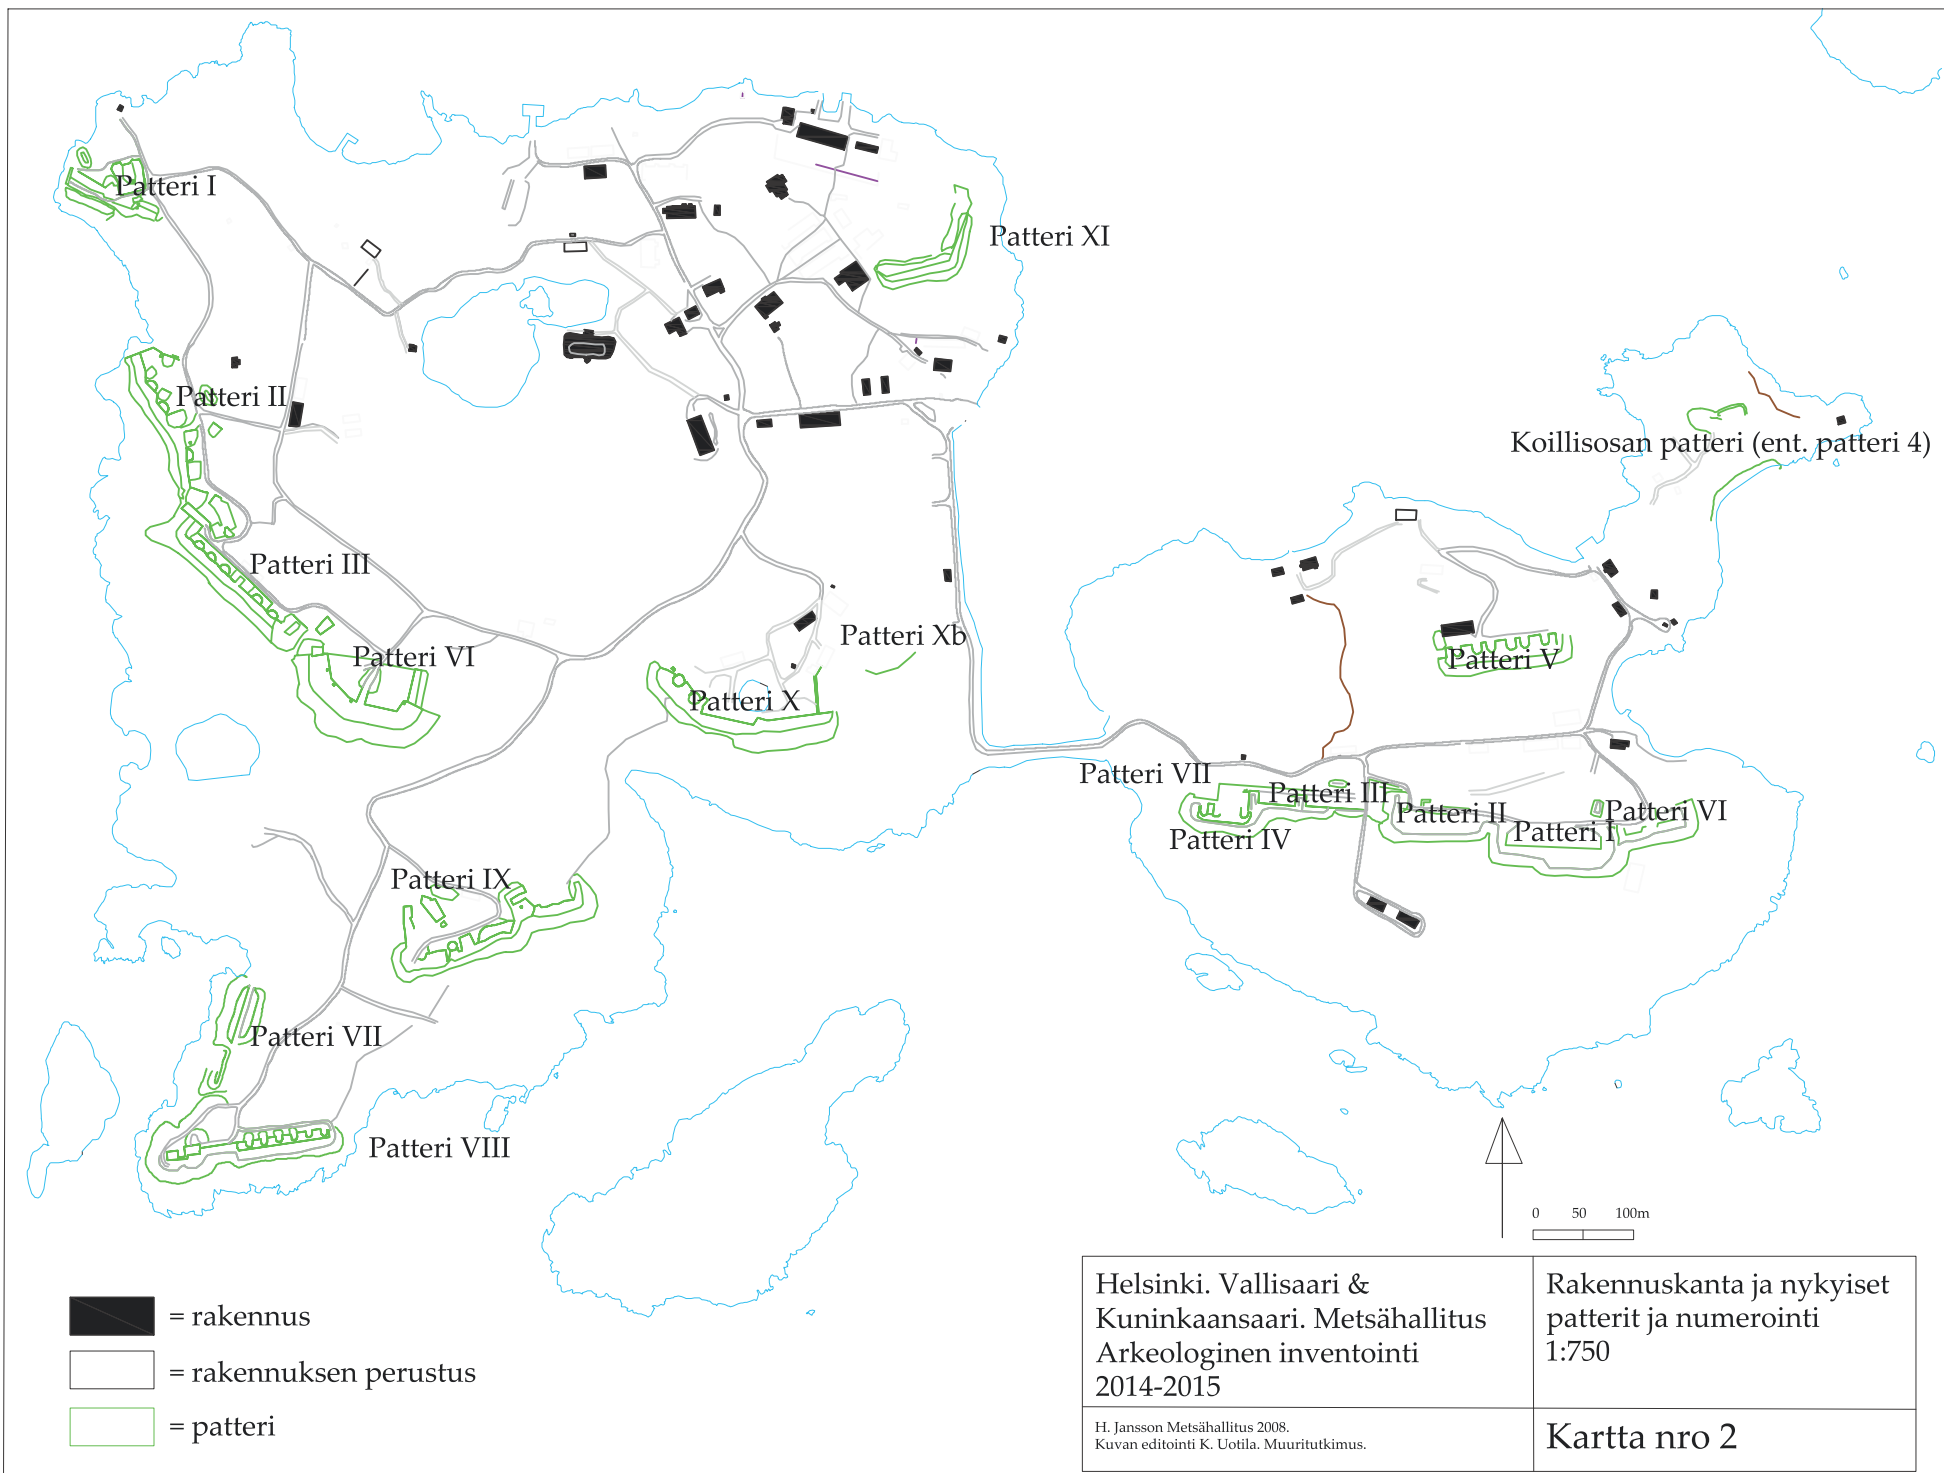 Patteri I
Patteri XI
Patteri II
Koillisosan patteri (ent. patteri 4)
Patteri III
Patteri Xb
Patteri VI
Patteri V
Patteri X
Patteri VII
Patteri III
Patteri II
Patteri VI
Patteri I
Patteri IV
Patteri IX
Patteri VII
Patteri VIII
0 50 100m
= rakennus
= rakennuksen perustus
= patteri
Helsinki. Vallisaari &
Kuninkaansaari. Metsähallitus
Arkeologinen inventointi
2014-2015
Rakennuskanta ja nykyiset
patterit ja numerointi
1:750
H. Jansson Metsähallitus 2008.
Kuvan editointi K. Uotila. Muuritutkimus.
Kartta nro 2